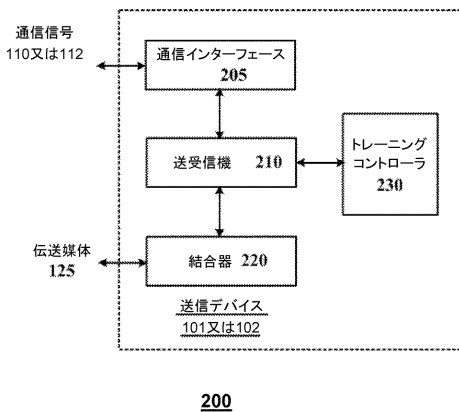 通信信号
110又は112
通信インターフェース
205
送受信機 210
トレーニング
コントローラ
230
伝送媒体
125
結合器 220
送信デバイス
101又は102
200